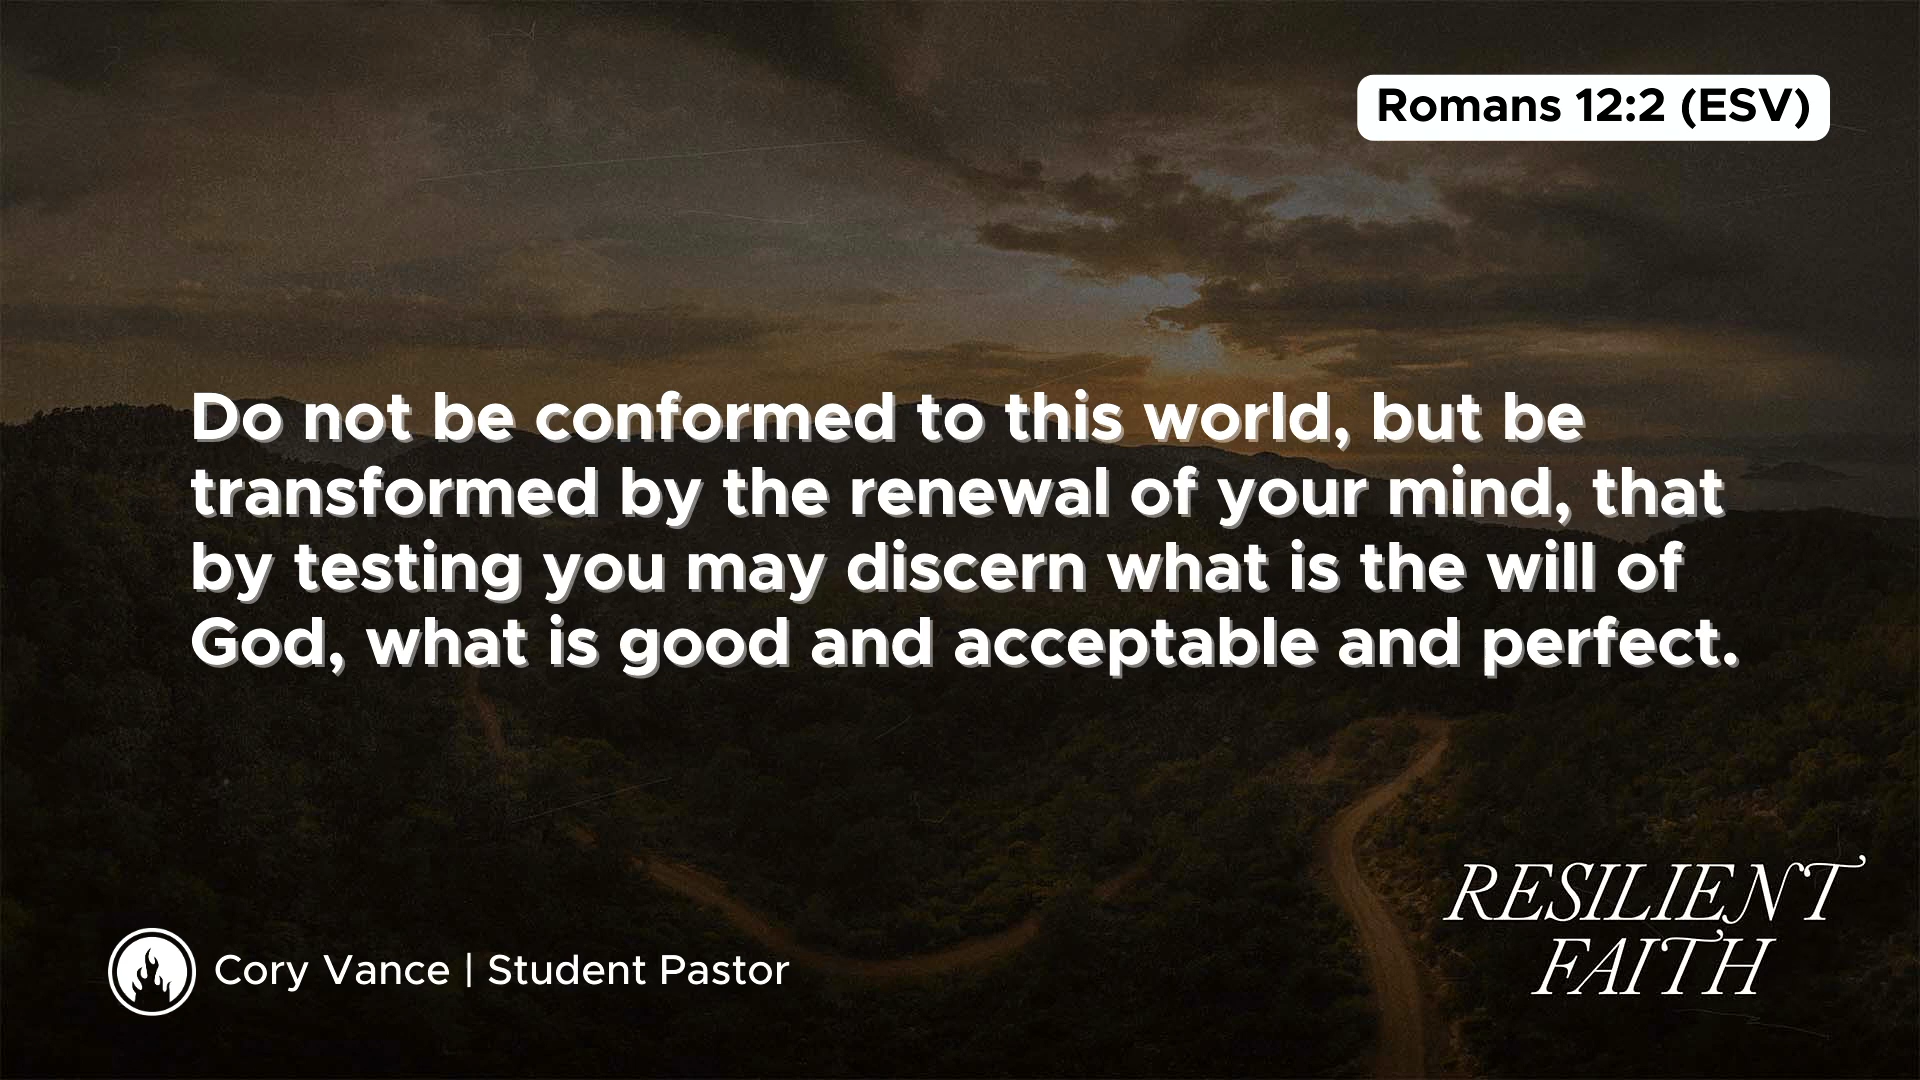 Romans 12:2 (ESV)
Do not be conformed to this world, but be
transformed by the renewal of your mind, that
by testing you may discern what is the will of
God, what is good and acceptable and perfect.
Cory Vance | Student Pastor
RESILIENT
FAITH